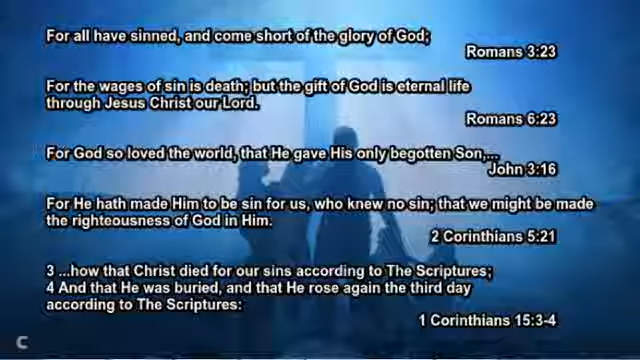 For all have sinned, and come short of the glory of God;
Romans 3:23
For the wages of sin is death; but the gift of God is eternal life
through Jesus Christ our Lord.
Romans 6:23
For God so loved the world, that He gave His only begotten Son,...
John 3:16
For He hath made Him to be sin for us, who knew no sin; that we might be made
the righteousness of God in Him.
2 Corinthians 5:21
3 ...how that Christ died for our sins according to The Scriptures;
4 And that He was buried, and that He rose again the third day
according to The Scriptures:
1 Corinthians 15:3-4
C